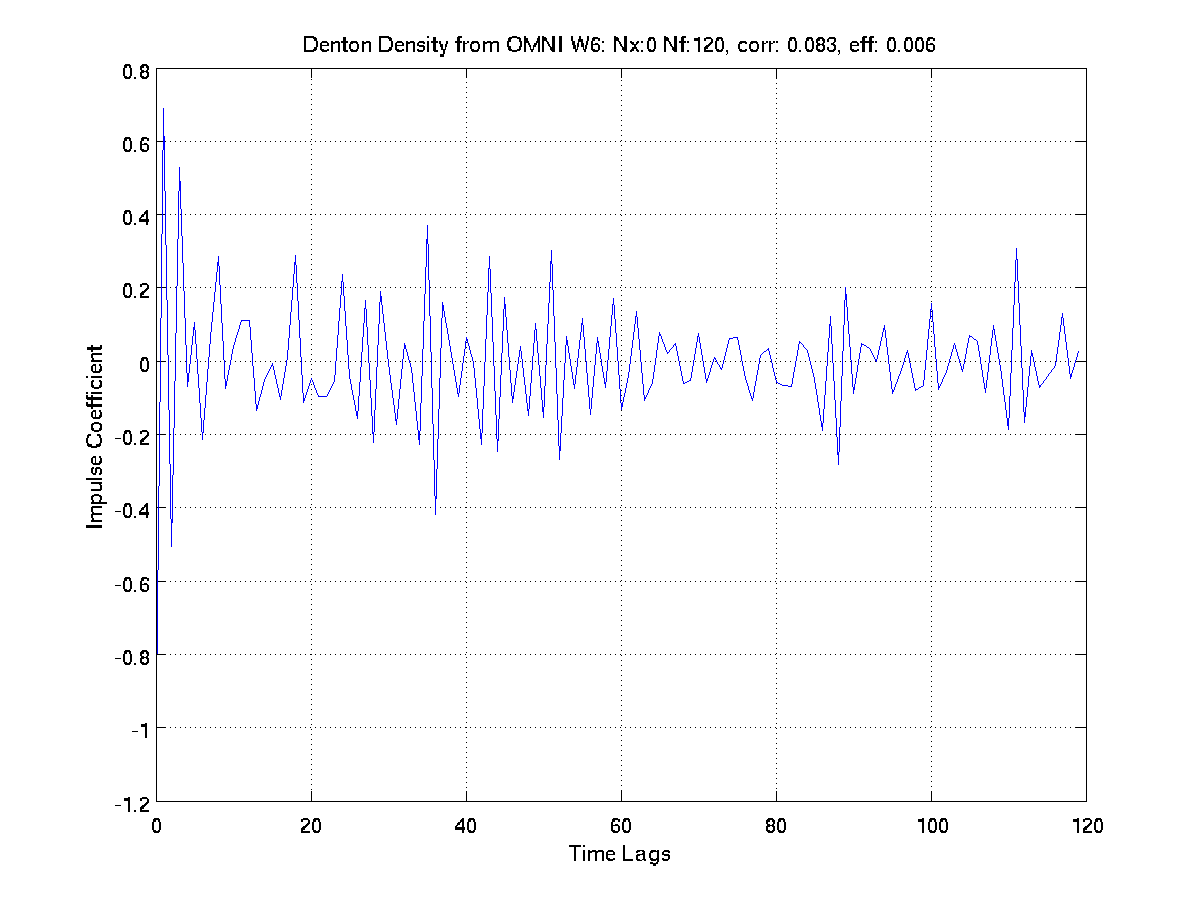 Denton Density from OMNI W6: Nx:0 Nf:120, corr: 0.083, eff: 0.006
0.8
0.6
0.4
0.2
0
-0.2
-0.4
-0.6
-0.8
-1
-1.2
Impulse Coefficient
0 20 40 60 80 100 120
Time Lags